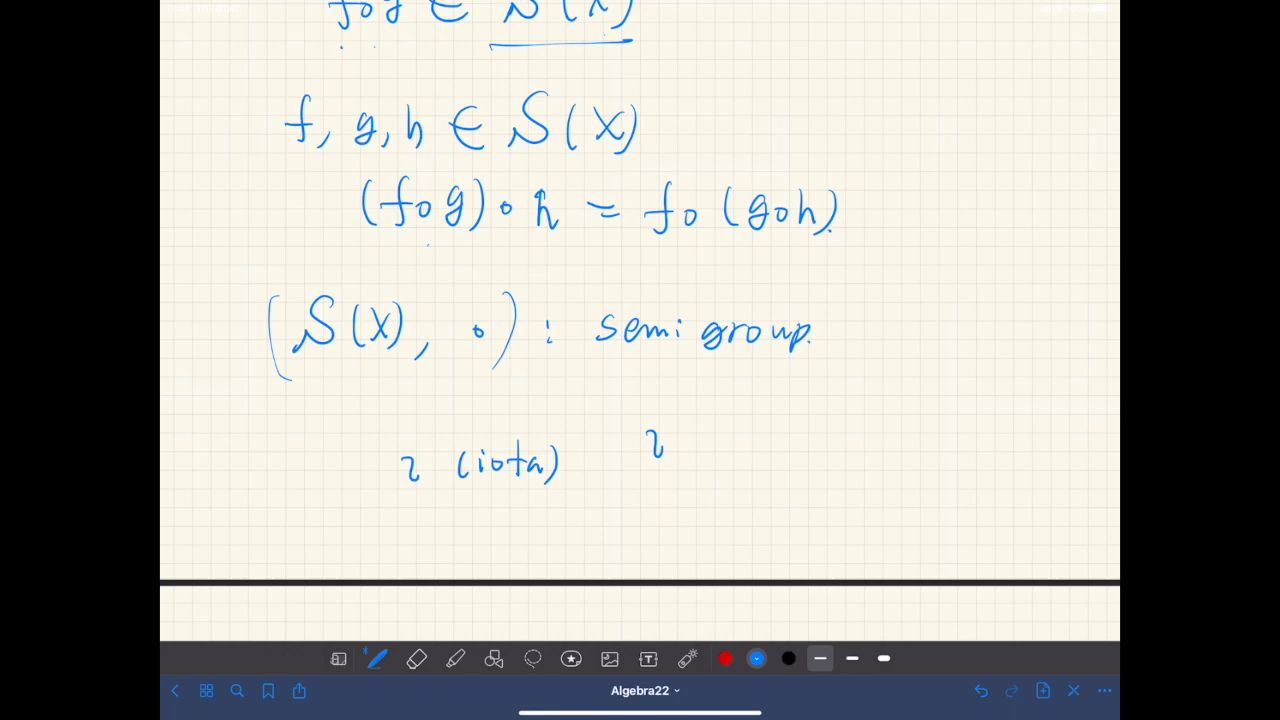 f∘g ∈ S(X)
f, g, h ∈ S(X)
(f∘g)∘h = f∘(g∘h).
(S(X), ∘) : semigroup.
ι (iota) ι
Algebra22